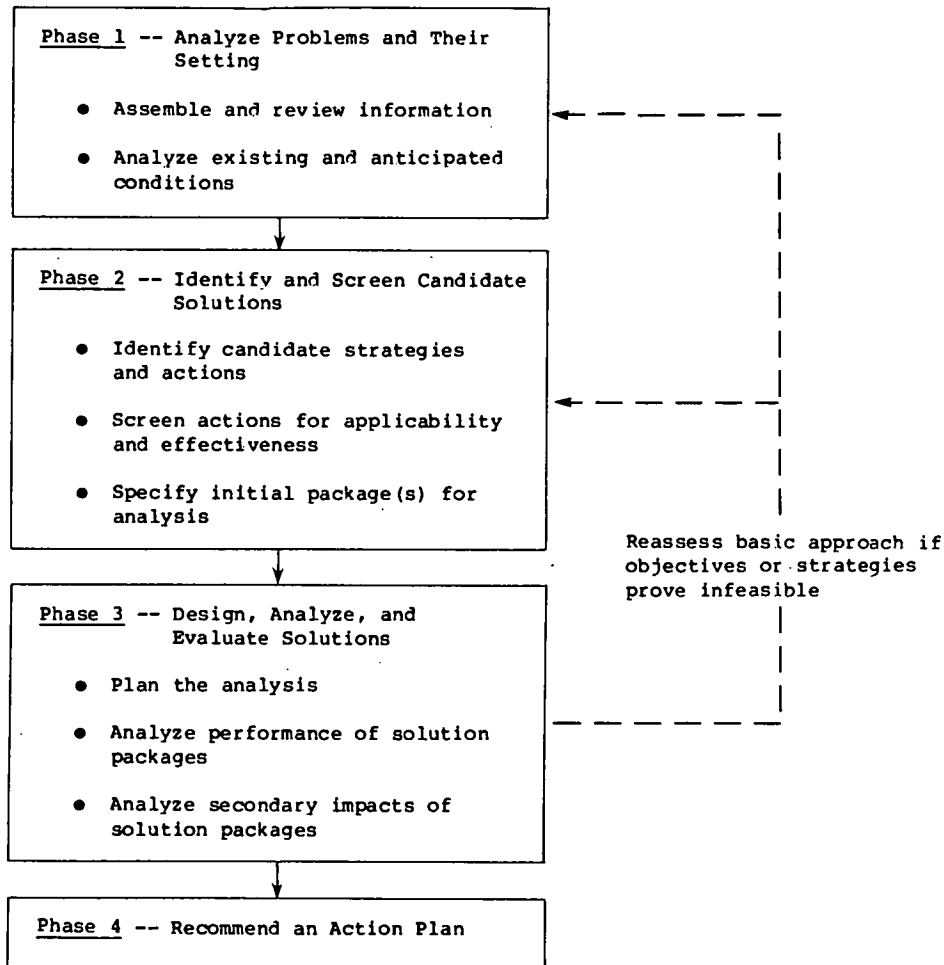 Phase 1 -- Analyze Problems and Their
Setting
● Assemble and review information
● Analyze existing and anticipated
conditions
Phase 2 -- Identify and Screen Candidate
Solutions
● Identify candidate strategies
and actions
● Screen actions for applicability
and effectiveness
● Specify initial package(s) for
analysis
Reassess basic approach if
objectives or strategies
prove infeasible
Phase 3 -- Design, Analyze, and
Evaluate Solutions
● Plan the analysis
● Analyze performance of solution
packages
● Analyze secondary impacts of
solution packages
Phase 4 -- Recommend an Action Plan